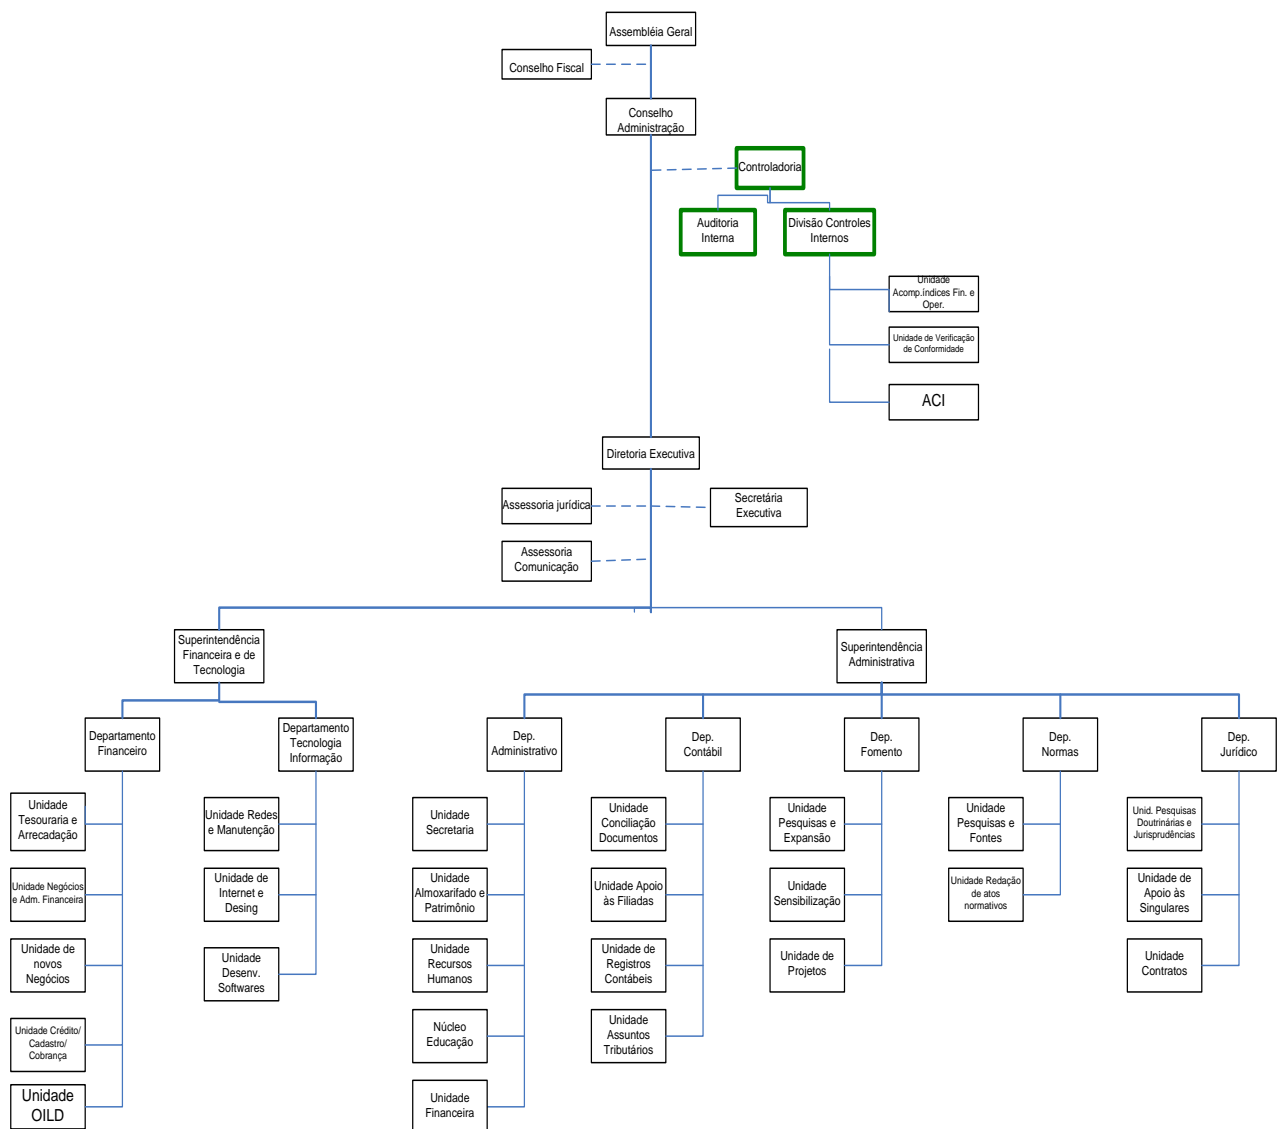 Assembléia Geral
Conselho Fiscal
Conselho
Administração
Controladoria
Auditoria
Interna
Divisão Controles
Internos
Unidade
Acomp.índices Fin. e
Oper.
Unidade de Verificação
de Conformidade
ACI
Diretoria Executiva
Assessoria jurídica
Secretária
Executiva
Assessoria
Comunicação
Superintendência
Financeira e de
Tecnologia
Superintendência
Administrativa
Departamento
Financeiro
Departamento
Tecnologia
Informação
Dep.
Administrativo
Dep.
Contábil
Dep.
Fomento
Dep.
Normas
Dep.
Jurídico
Unidade
Tesouraria e
Arrecadação
Unidade Redes
e Manutenção
Unidade
Secretaria
Unidade
Conciliação
Documentos
Unidade
Pesquisas e
Expansão
Unidade
Pesquisas e
Fontes
Unid. Pesquisas
Doutrinárias e
Jurisprudências
Unidade Negócios
e Adm. Financeira
Unidade de
Internet e
Desing
Unidade
Almoxarifado e
Patrimônio
Unidade Apoio
às Filiadas
Unidade
Sensibilização
Unidade Redação
de atos
normativos
Unidade de
Apoio às
Singulares
Unidade de
novos
Negócios
Unidade
Desenv.
Softwares
Unidade
Recursos
Humanos
Unidade de
Registros
Contábeis
Unidade de
Projetos
Unidade
Contratos
Unidade Crédito/
Cadastro/
Cobrança
Núcleo
Educação
Unidade
Assuntos
Tributários
Unidade
OILD
Unidade
Financeira